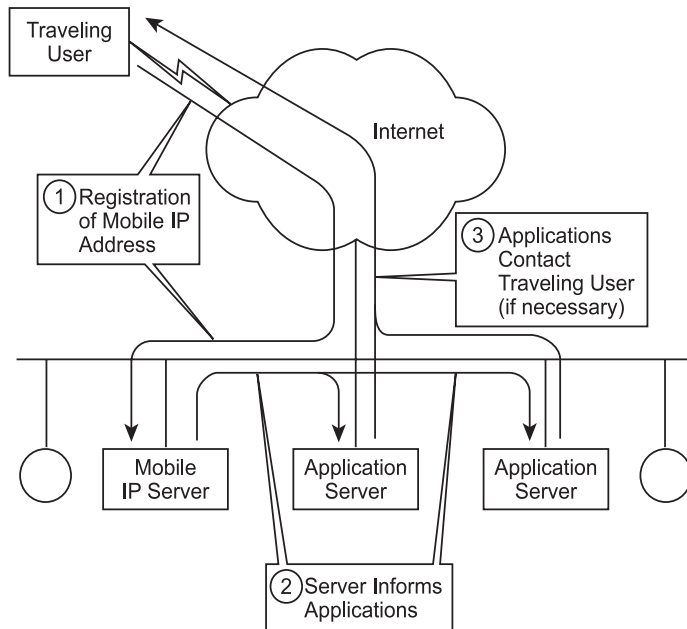 Traveling
User
Internet
1 Registration
of Mobile IP
Address
3 Applications
Contact
Traveling User
(if necessary)
Mobile
IP Server
Application
Server
Application
Server
2 Server Informs
Applications